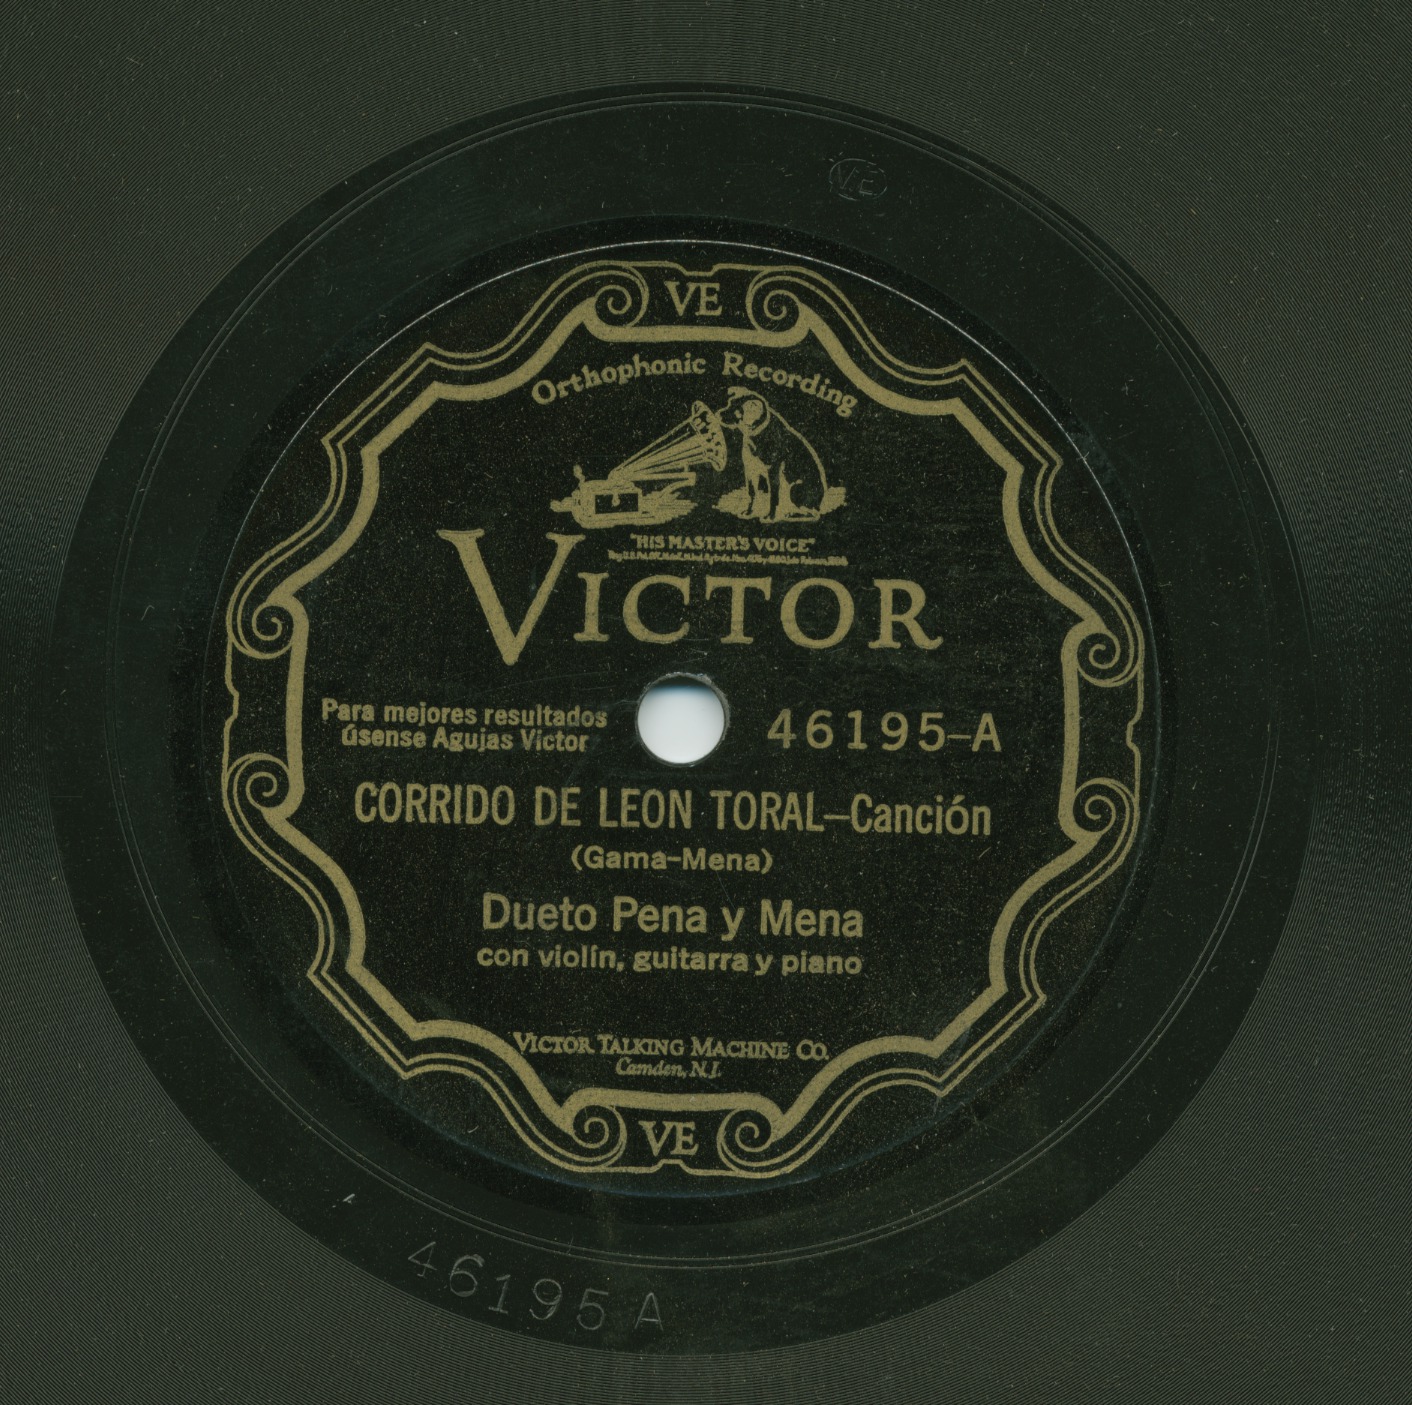 VE
VE
Orthophonic Recording
"HIS MASTER'S VOICE"
VICTOR
Para mejores resultados
úsense Agujas Victor
46195-A
CORRIDO DE LEON TORAL—Canción
(Gama-Mena)
Dueto Pena y Mena
con violín, guitarra y piano
VICTOR TALKING MACHINE CO.
Camden, N.J.
VE
46195 A